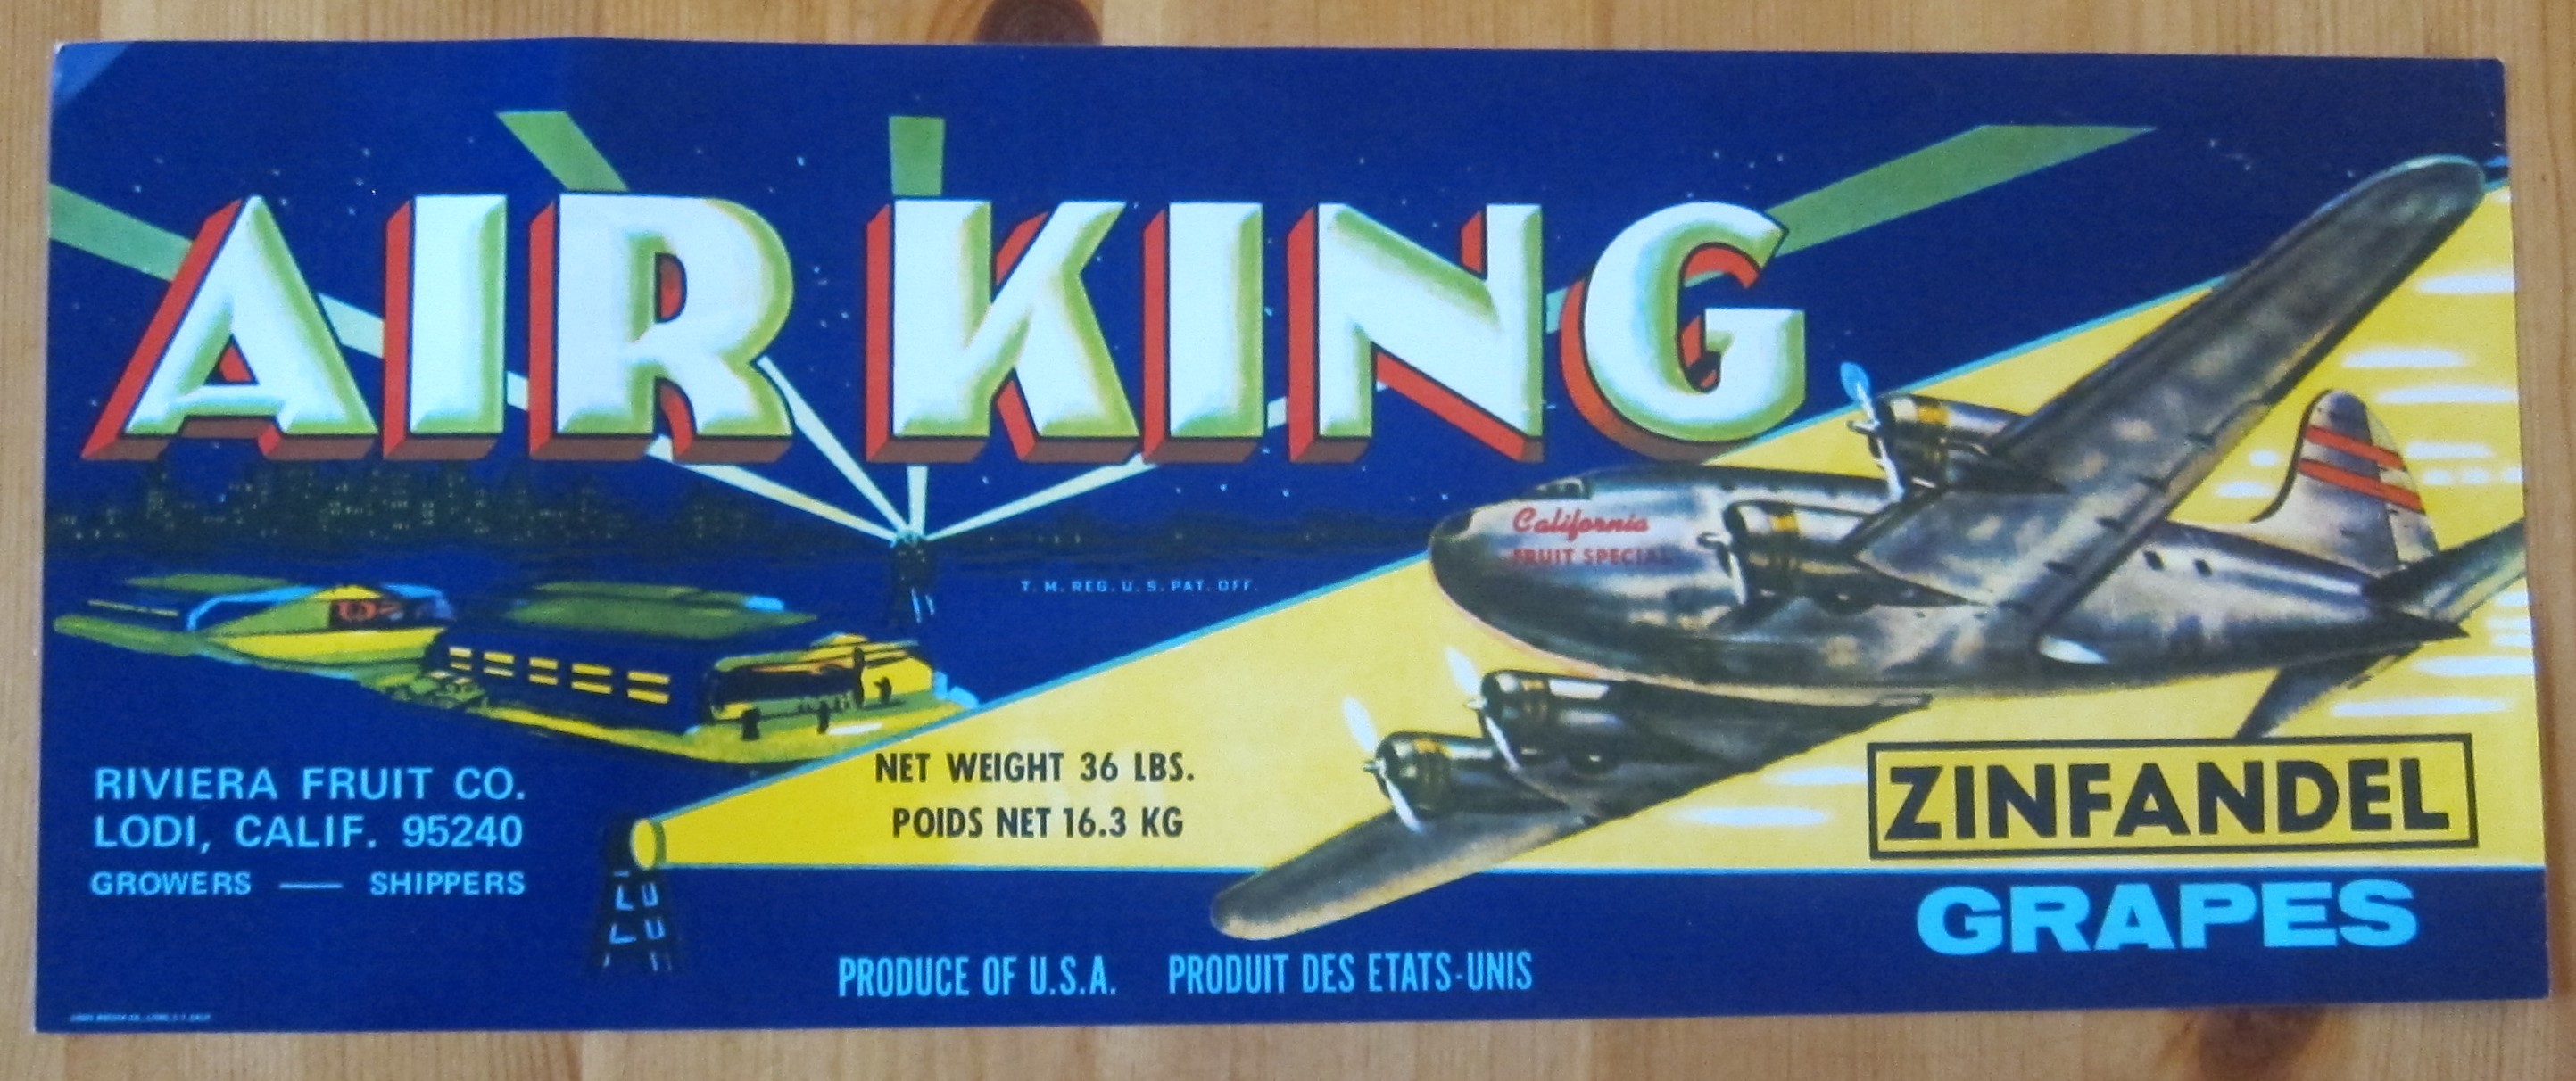 AIR KING
California
FRUIT SPECIAL
T. M. REG. U. S. PAT. OFF.
RIVIERA FRUIT CO.
LODI, CALIF. 95240
GROWERS — SHIPPERS
NET WEIGHT 36 LBS.
POIDS NET 16.3 KG
ZINFANDEL
GRAPES
PRODUCE OF U.S.A. PRODUIT DES ETATS-UNIS